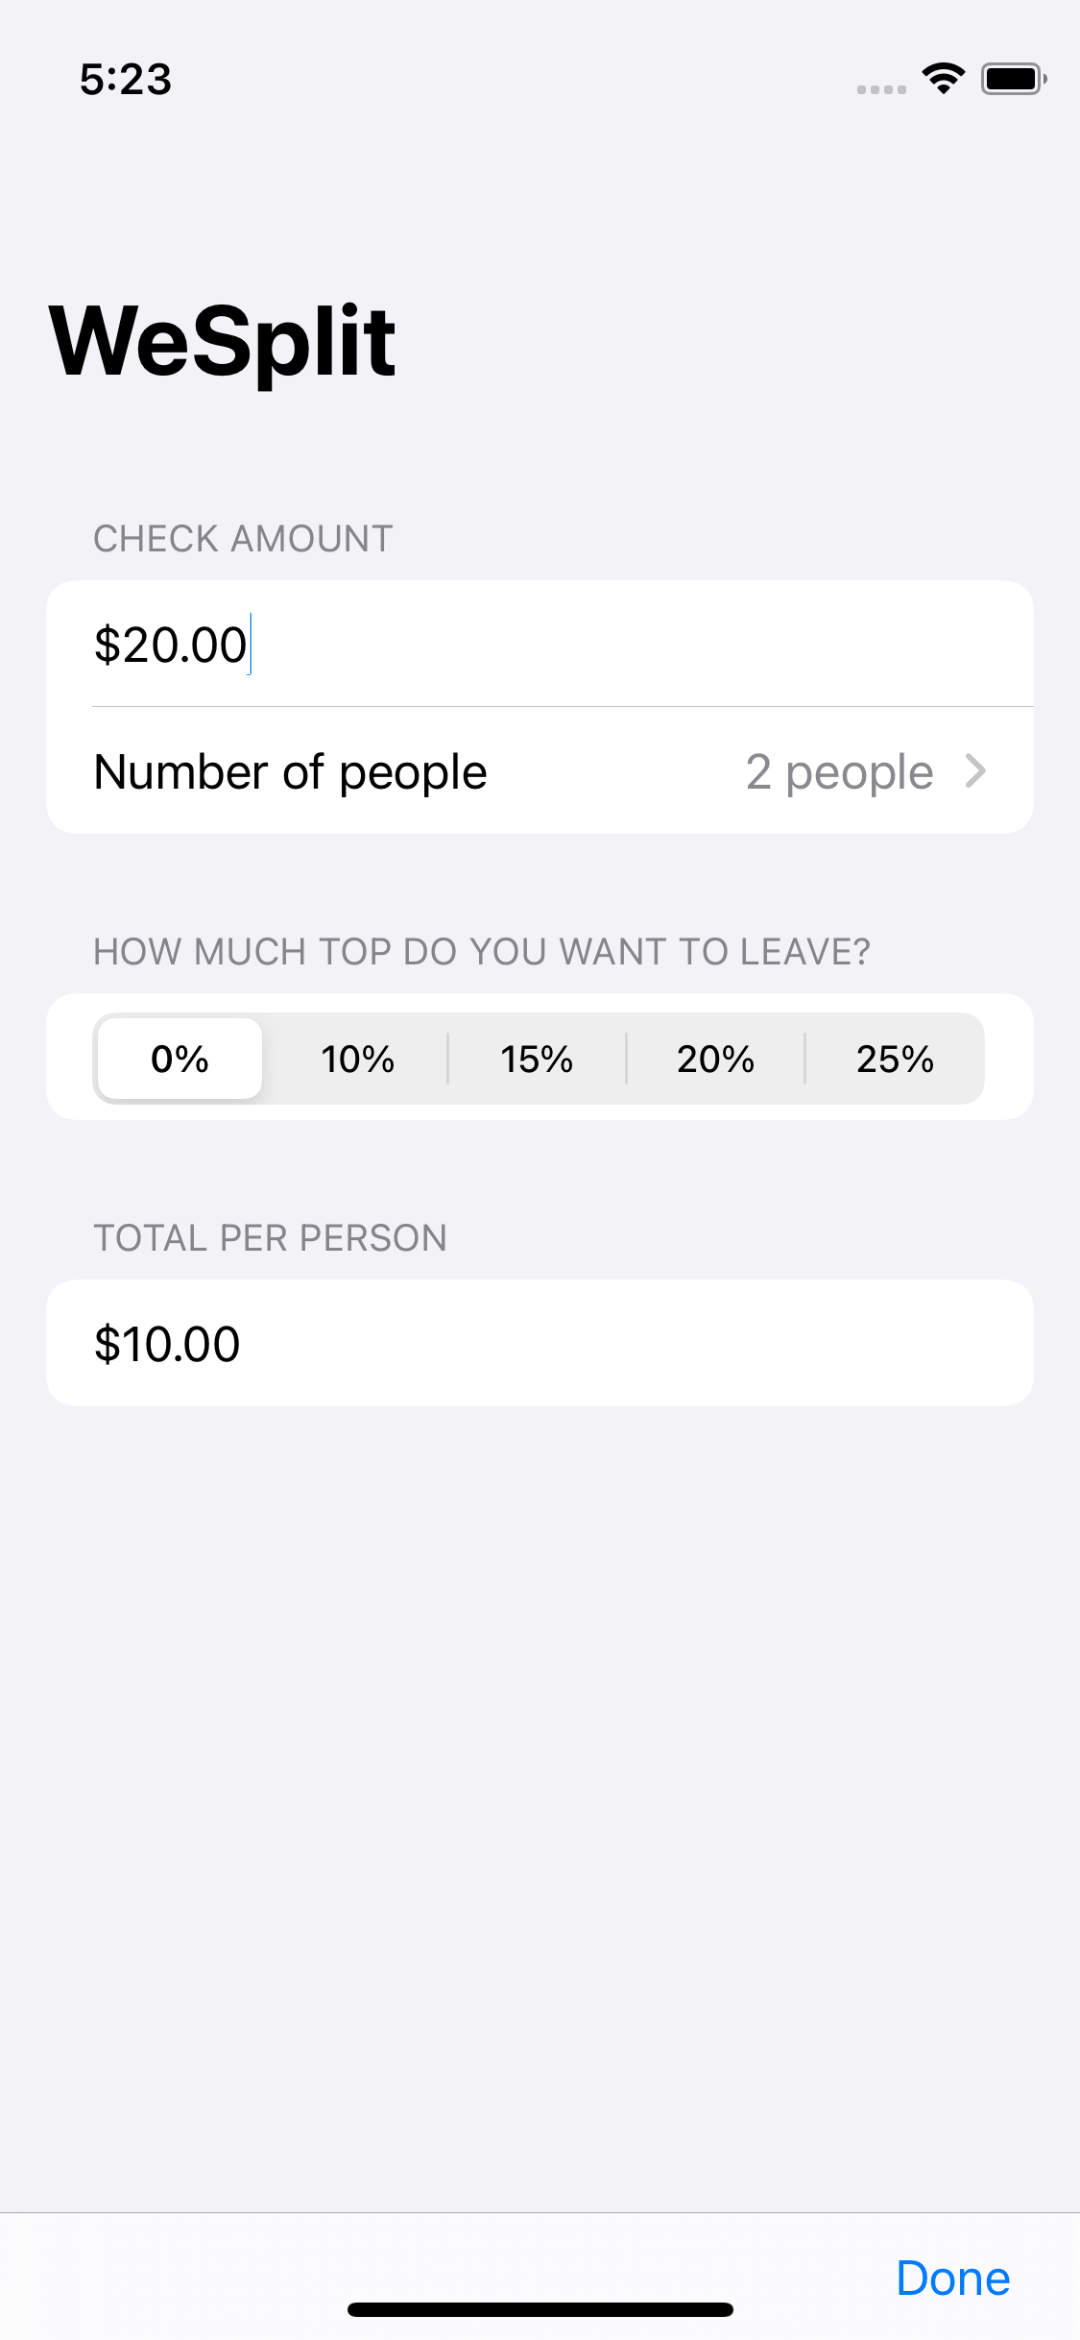 5:23
WeSplit
CHECK AMOUNT
$20.00
Number of people 2 people
HOW MUCH TOP DO YOU WANT TO LEAVE?
0% 10% 15% 20% 25%
TOTAL PER PERSON
$10.00
Done